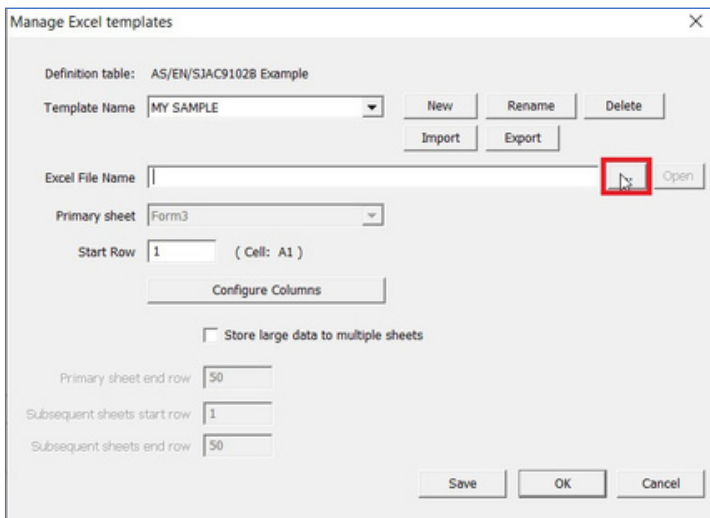 Manage Excel templates
Definition table: AS/EN/SJAC9102B Example
Template Name MY SAMPLE New Rename Delete
Import Export
Excel File Name Open
Primary sheet Form3
Start Row 1 ( Cell: A1 )
Configure Columns
Store large data to multiple sheets
Primary sheet end row 50
Subsequent sheets start row 1
Subsequent sheets end row 50
Save OK Cancel